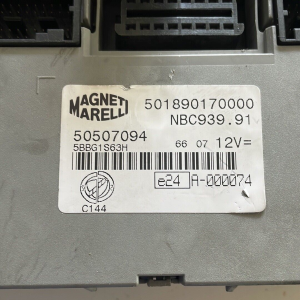 MAGNETI
MARELLI
501890170000
NBC939.91
50507094
5BBG1S63H
66 07 12V=
e24 A-000074
C144